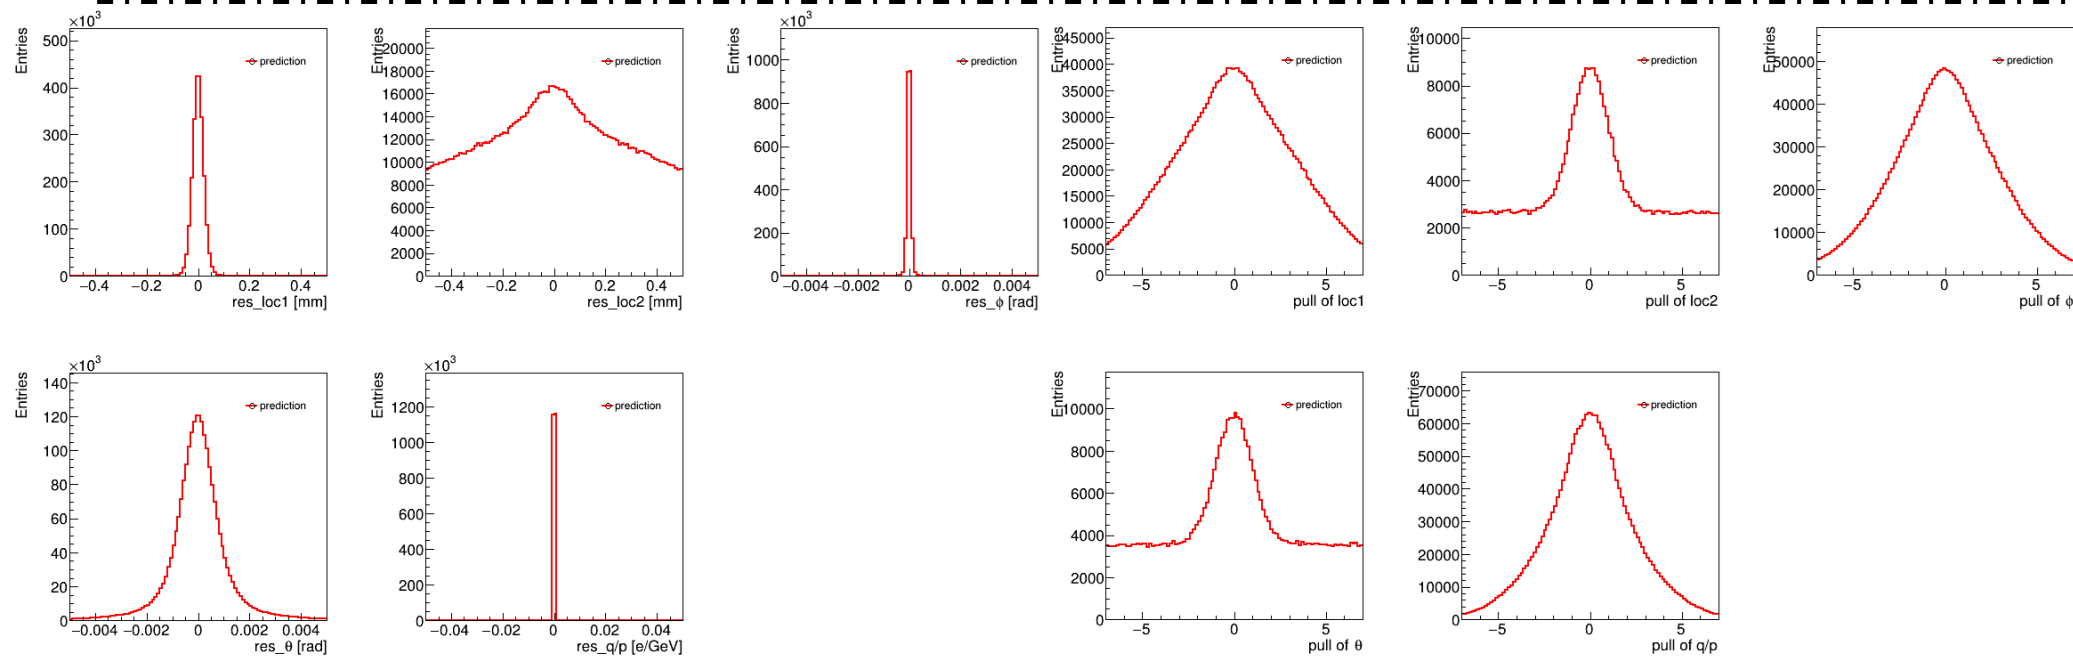 ×10³
Entries
500
400
300
200
100
0
prediction
−0.4 −0.2 0 0.2 0.4
res_loc1 [mm]
Entries
20000
18000
16000
14000
12000
10000
8000
6000
4000
2000
0
prediction
−0.4 −0.2 0 0.2 0.4
res_loc2 [mm]
×10³
Entries
1000
800
600
400
200
0
prediction
−0.004 −0.002 0 0.002 0.004
res_ϕ [rad]
Entries
45000
40000
35000
30000
25000
20000
15000
10000
5000
0
prediction
−5 0 5
pull of loc1
Entries
10000
8000
6000
4000
2000
0
prediction
−5 0 5
pull of loc2
Entries
50000
40000
30000
20000
10000
0
prediction
−5 0 5
pull of ϕ
×10³
Entries
140
120
100
80
60
40
20
0
prediction
−0.004 −0.002 0 0.002 0.004
res_θ [rad]
×10³
Entries
1200
1000
800
600
400
200
0
prediction
−0.04 −0.02 0 0.02 0.04
res_q/p [e/GeV]
Entries
10000
8000
6000
4000
2000
0
prediction
−5 0 5
pull of θ
Entries
70000
60000
50000
40000
30000
20000
10000
0
prediction
−5 0 5
pull of q/p